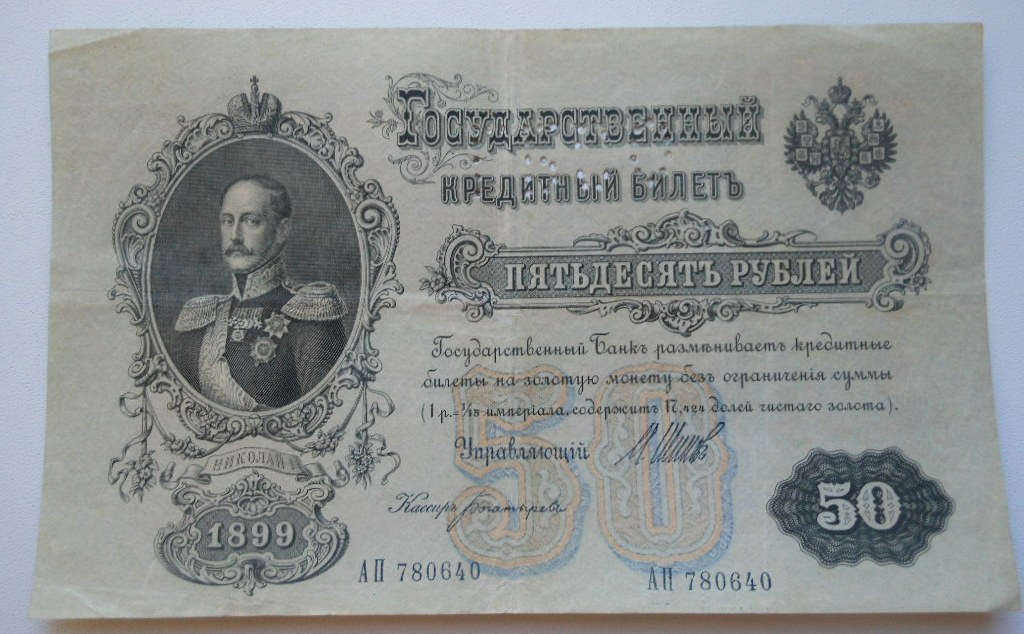 Государственный
кредитный билетъ
ПЯТЬДЕСЯТЪ РУБЛЕЙ
Государственный Банкъ размѣниваетъ кредитные
билеты на золотую монету безъ ограниченія суммы
(1 р.= 1/15 имперіала, содержитъ 17,424 долей чистаго золота).
Управляющій
Кассиръ Богатыревъ
НИКОЛАЙ I
1899
50
50
АП 780640
АП 780640